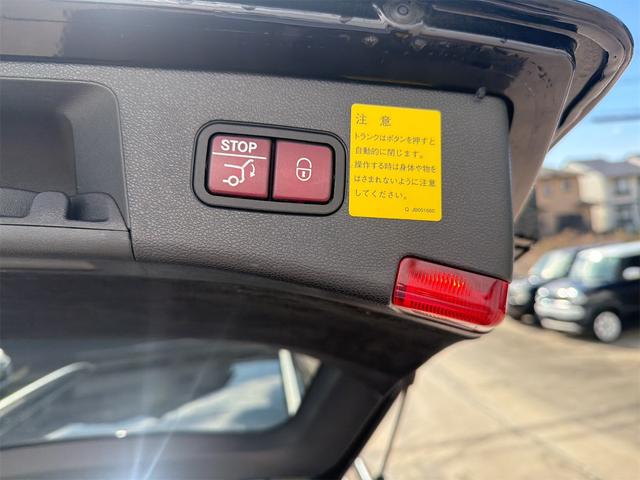 STOP
注意
トランクはボタンを押すと
自動的に閉じます。
操作する時は身体や物を
はさまれないように注意
してください。